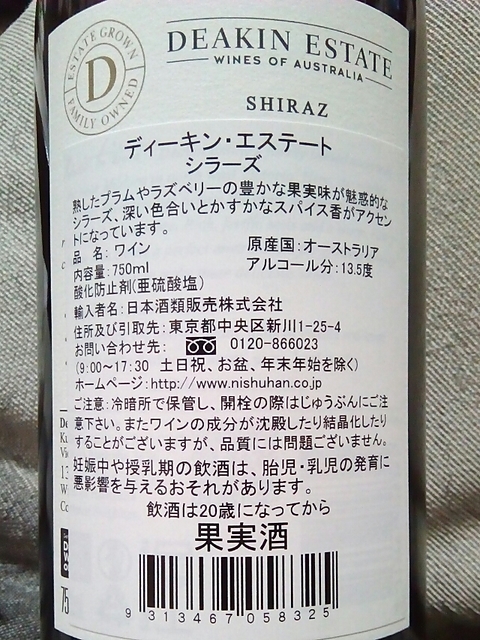 ESTATE GROWN
D
FAMILY OWNED
DEAKIN ESTATE
WINES OF AUSTRALIA
SHIRAZ
ディーキン・エステート
シラーズ
熟したプラムやラズベリーの豊かな果実味が魅惑的な
シラーズ、深い色合いとかすかなスパイス香がアクセン
トになっています。
品 名:ワイン 原産国:オーストラリア
内容量:750ml アルコール分:13.5度
酸化防止剤(亜硫酸塩)
輸入者名:日本酒類販売株式会社
住所及び引取先:東京都中央区新川1-25-4
お問い合わせ先: 0120-866023
(9:00~17:30 土日祝、お盆、年末年始を除く)
ホームページ:http://www.nishuhan.co.jp
ご注意:冷暗所で保管し、開栓の際はじゅうぶんにご注
意下さい。またワインの成分が沈殿したり結晶化したり
することがございますが、品質には問題ございません。
妊娠中や授乳期の飲酒は、胎児・乳児の発育に
悪影響を与えるおそれがあります。
飲酒は20歳になってから
果実酒
9 313467 058325
75